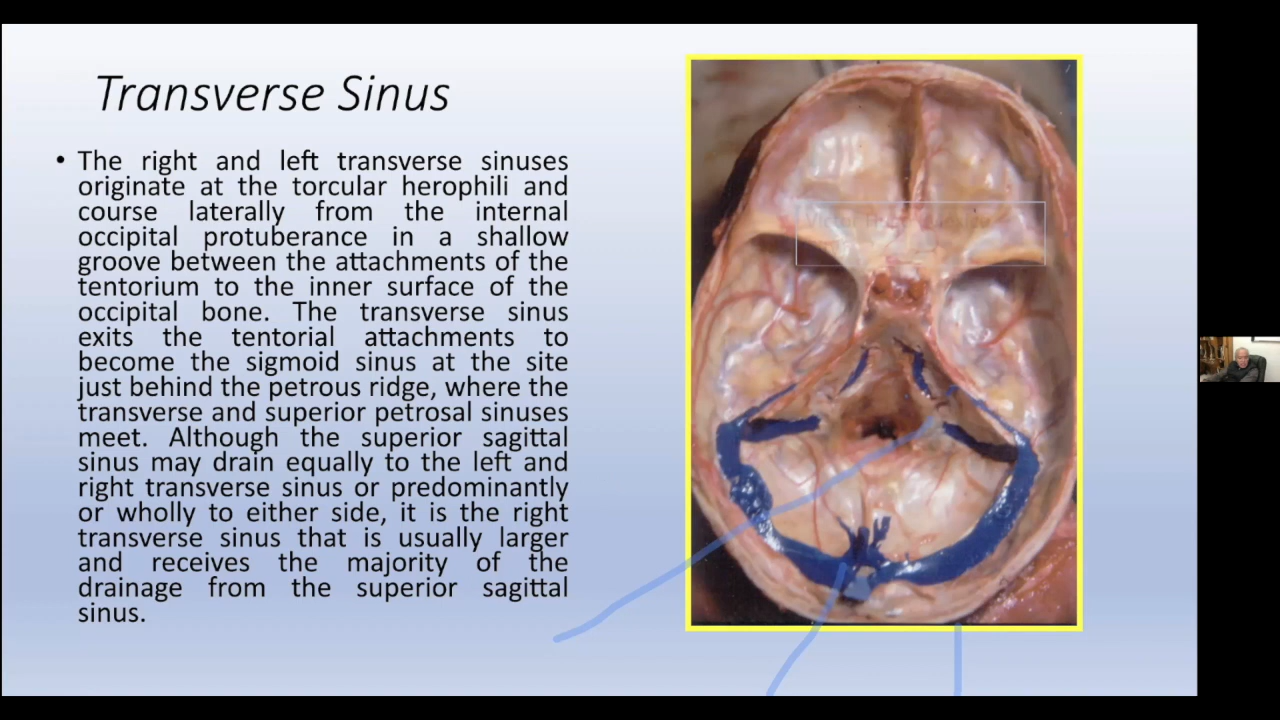 Transverse Sinus
• The right and left transverse sinuses
originate at the torcular herophili and
course laterally from the internal
occipital protuberance in a shallow
groove between the attachments of the
tentorium to the inner surface of the
occipital bone. The transverse sinus
exits the tentorial attachments to
become the sigmoid sinus at the site
just behind the petrous ridge, where the
transverse and superior petrosal sinuses
meet. Although the superior sagittal
sinus may drain equally to the left and
right transverse sinus or predominantly
or wholly to either side, it is the right
transverse sinus that is usually larger
and receives the majority of the
drainage from the superior sagittal
sinus.